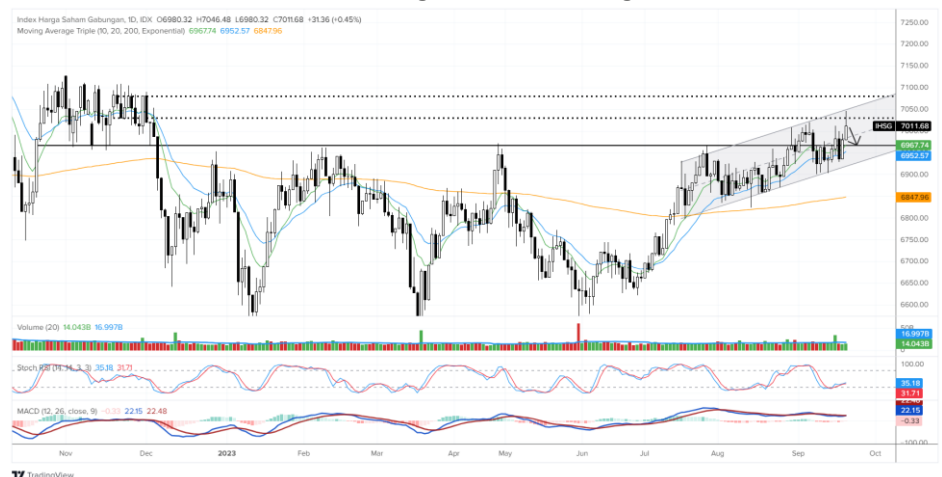 Index Harga Saham Gabungan, 1D, IDX O6980.32 H7046.48 L6980.32 C7011.68 +31.36 (+0.45%)
Moving Average Triple (10, 20, 200, Exponential) 6967.74 6952.57 6847.96
7250.00
7200.00
7150.00
7100.00
7050.00
IHSG 7011.68
6967.74
6952.57
6900.00
6847.96
6800.00
6750.00
6700.00
6650.00
6600.00
Volume (20) 14.043B 16.997B
16.997B
14.043B
0
Stoch RSI (14, 14, 3, 3) 35.18 31.71
100.00
35.18
31.71
MACD (12, 26, close, 9) -0.33 22.15 22.48
22.15
-0.33
-100.00
Nov Dec 2023 Feb Mar Apr May Jun Jul Aug Sep Oct
TradingView